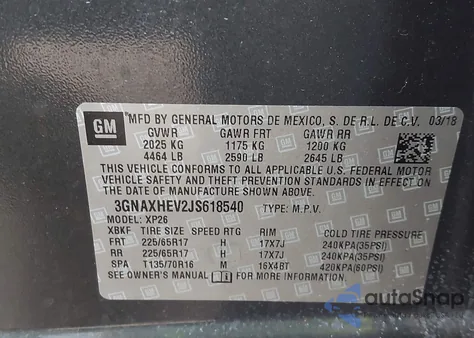 GM
MFD BY GENERAL MOTORS DE MEXICO, S. DE R.L. DE C.V. 03/18
GVWR GAWR FRT GAWR RR
2025 KG 1175 KG 1200 KG
4464 LB 2590 LB 2645 LB
THIS VEHICLE CONFORMS TO ALL APPLICABLE U.S. FEDERAL MOTOR
VEHICLE SAFETY, BUMPER, AND THEFT PREVENTION STANDARDS IN
EFFECT ON THE DATE OF MANUFACTURE SHOWN ABOVE.
3GNAXHEV2JS618540 TYPE: M.P.V.
MODEL: XP26
XBKF TIRE SIZE SPEED RTG RIM COLD TIRE PRESSURE
FRT 225/65R17 H 17X7J 240KPA(35PSI)
RR 225/65R17 H 17X7J 240KPA(35PSI)
SPA T135/70R16 M 16X4BT 420KPA(60PSI)
SEE OWNER'S MANUAL FOR MORE INFORMATION.
autaSnap